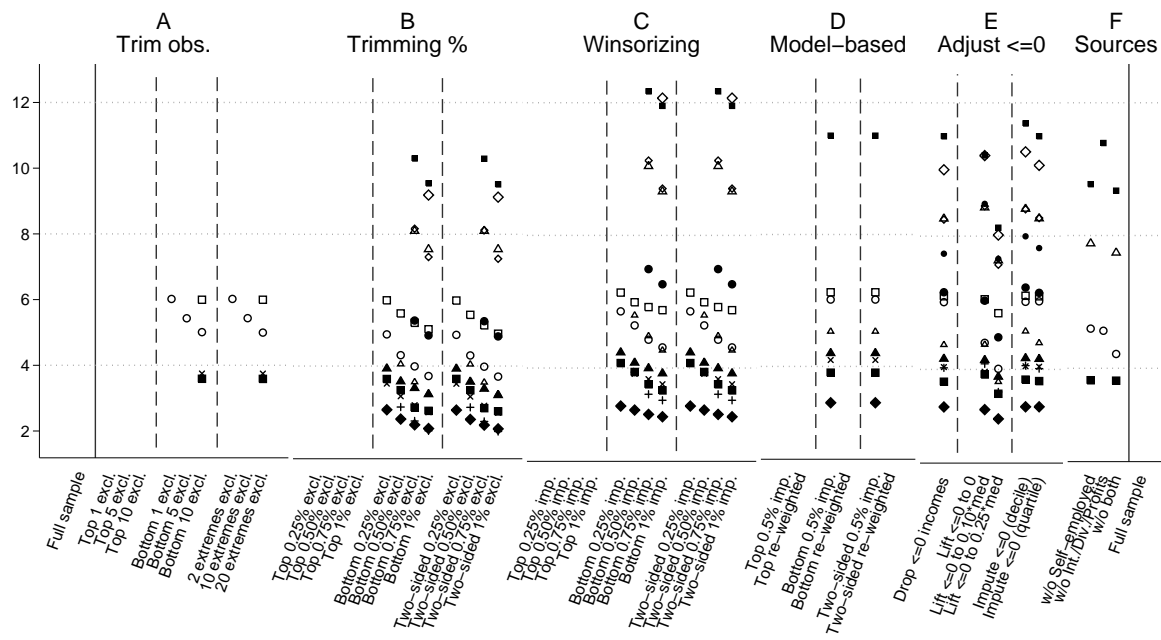 A
Trim obs.
B
Trimming %
C
Winsorizing
D
Model−based
E
Adjust <=0
F
Sources
12
8
6
4
2
Full sample
Top 1 excl.
Top 5 excl.
Top 10 excl.
Bottom 1 excl.
Bottom 5 excl.
Bottom 10 excl.
2 extremes excl.
10 extremes excl.
20 extremes excl.
Top 0.25% excl.
Top 0.50% excl.
Top 0.75% excl.
Top 1% excl.
Bottom 0.25% excl.
Bottom 0.50% excl.
Bottom 0.75% excl.
Bottom 1% excl.
Two−sided 0.25% excl.
Two−sided 0.50% excl.
Two−sided 0.75% excl.
Two−sided 1% excl.
Top 0.25% imp.
Top 0.50% imp.
Top 0.75% imp.
Top 1% imp.
Bottom 0.25% imp.
Bottom 0.50% imp.
Bottom 0.75% imp.
Bottom 1% imp.
Two−sided 0.25% imp.
Two−sided 0.50% imp.
Two−sided 0.75% imp.
Two−sided 1% imp.
Top 0.5% imp.
Top re−weighted
Bottom 0.5% imp.
Bottom re−weighted
Two−sided 0.5% imp.
Two−sided re−weighted
Drop <=0 incomes
Lift <=0 to 0
Lift <=0 to 0.10*med
Lift <=0 to 0.25*med
Impute <=0 (decile)
Impute <=0 (quartile)
w/o Self−employed
w/o Int./Div./Profits
w/o both
Full sample